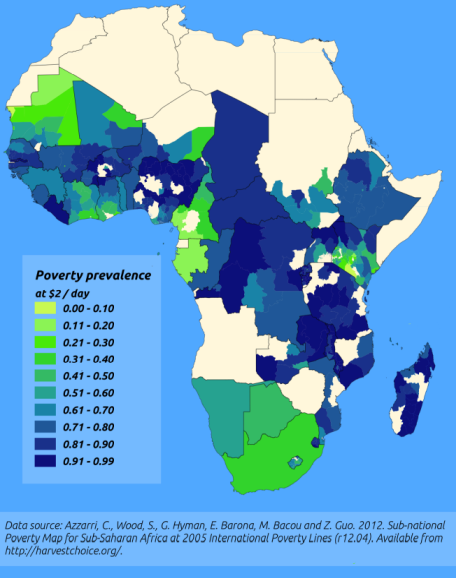 Poverty prevalence
at $2 / day
0.00 - 0.10
0.11 - 0.20
0.21 - 0.30
0.31 - 0.40
0.41 - 0.50
0.51 - 0.60
0.61 - 0.70
0.71 - 0.80
0.81 - 0.90
0.91 - 0.99
Data source: Azzarri, C., Wood, S., G. Hyman, E. Barona, M. Bacou and Z. Guo. 2012. Sub-national
Poverty Map for Sub-Saharan Africa at 2005 International Poverty Lines (r12.04). Available from
http://harvestchoice.org/.